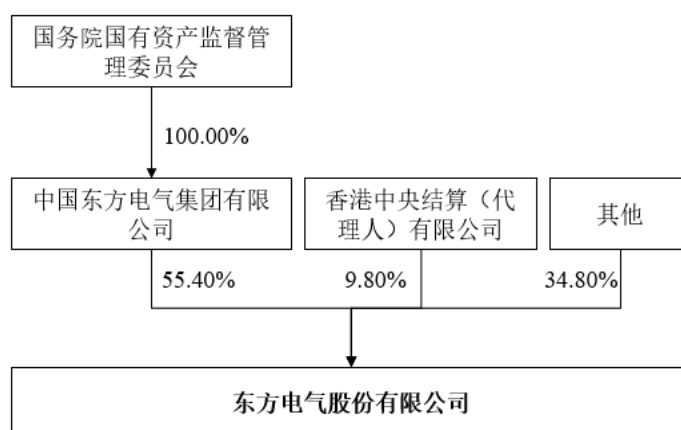 国务院国有资产监督管
理委员会
100.00%
中国东方电气集团有限
公司
香港中央结算（代
理人）有限公司
其他
55.40%
9.80%
34.80%
东方电气股份有限公司